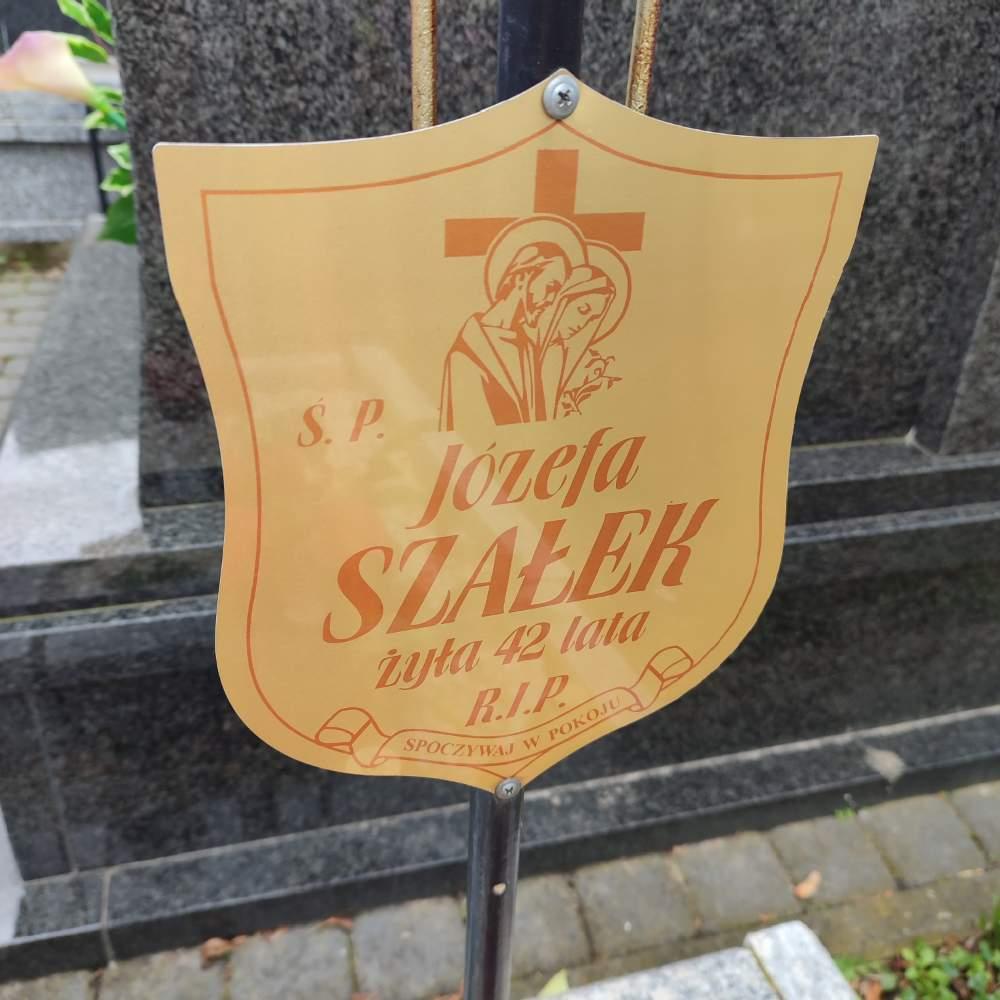 Ś. P.
Józefa
SZAŁEK
żyła 42 lata
R.I.P.
SPOCZYWAJ W POKOJU